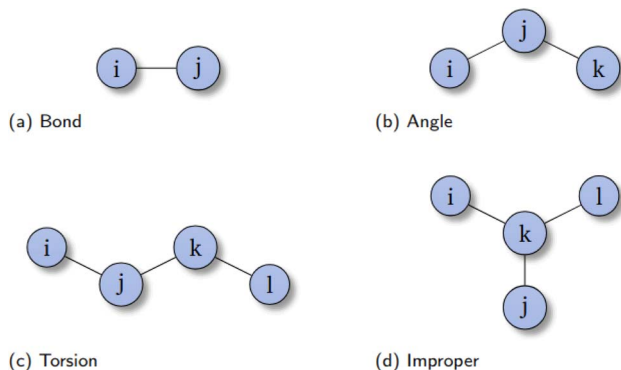 i j
(a) Bond
j
i k
(b) Angle
i k
j l
(c) Torsion
i l
k
j
(d) Improper